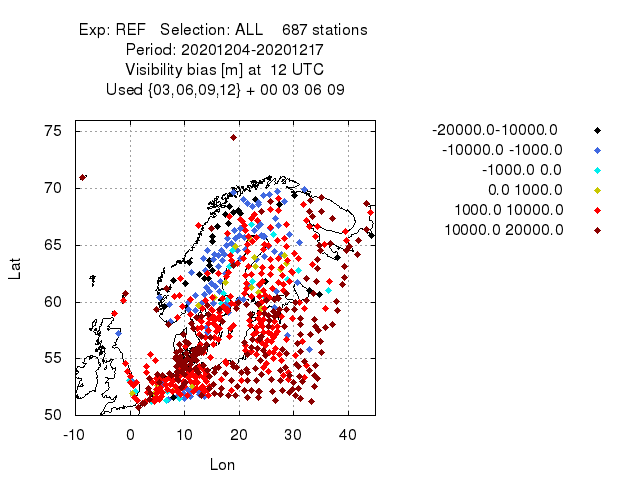 Exp: REF Selection: ALL 687 stations
Period: 20201204-20201217
Visibility bias [m] at 12 UTC
Used {03,06,09,12} + 00 03 06 09
-20000.0-10000.0
-10000.0 -1000.0
-1000.0 0.0
0.0 1000.0
1000.0 10000.0
10000.0 20000.0
75
70
65
60
55
50
Lat
-10 0 10 20 30 40
Lon